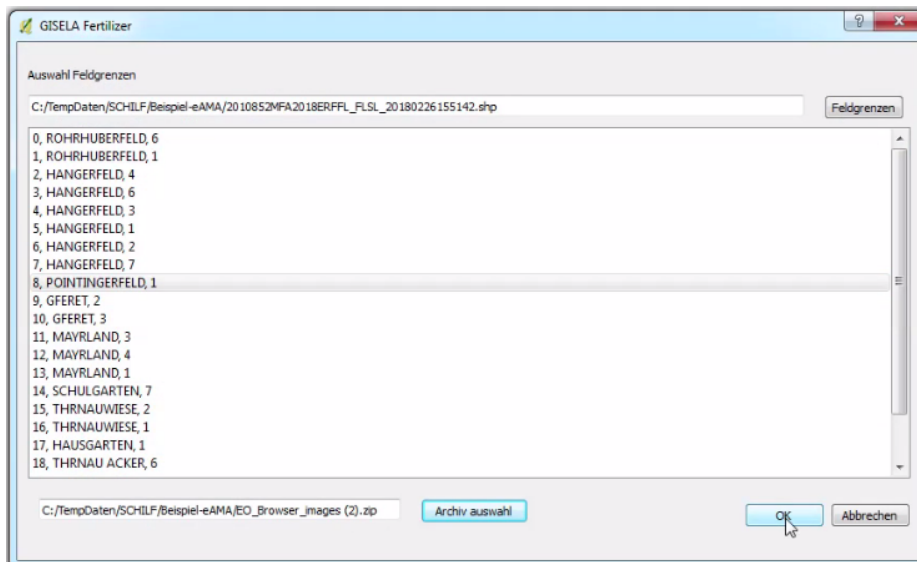 GISELA Fertilizer
Auswahl Feldgrenzen
C:/TempDaten/SCHILF/Beispiel-eAMA/2010852MFA2018ERFFL_FLSL_20180226155142.shp
Feldgrenzen
0, ROHRHUBERFELD, 6
1, ROHRHUBERFELD, 1
2, HANGERFELD, 4
3, HANGERFELD, 6
4, HANGERFELD, 3
5, HANGERFELD, 1
6, HANGERFELD, 2
7, HANGERFELD, 7
8, POINTINGERFELD, 1
9, GFERET, 2
10, GFERET, 3
11, MAYRLAND, 3
12, MAYRLAND, 4
13, MAYRLAND, 1
14, SCHULGARTEN, 7
15, THRNAUWIESE, 2
16, THRNAUWIESE, 1
17, HAUSGARTEN, 1
18, THRNAU ACKER, 6
C:/TempDaten/SCHILF/Beispiel-eAMA/EO_Browser_images (2).zip
Archiv auswahl
OK
Abbrechen